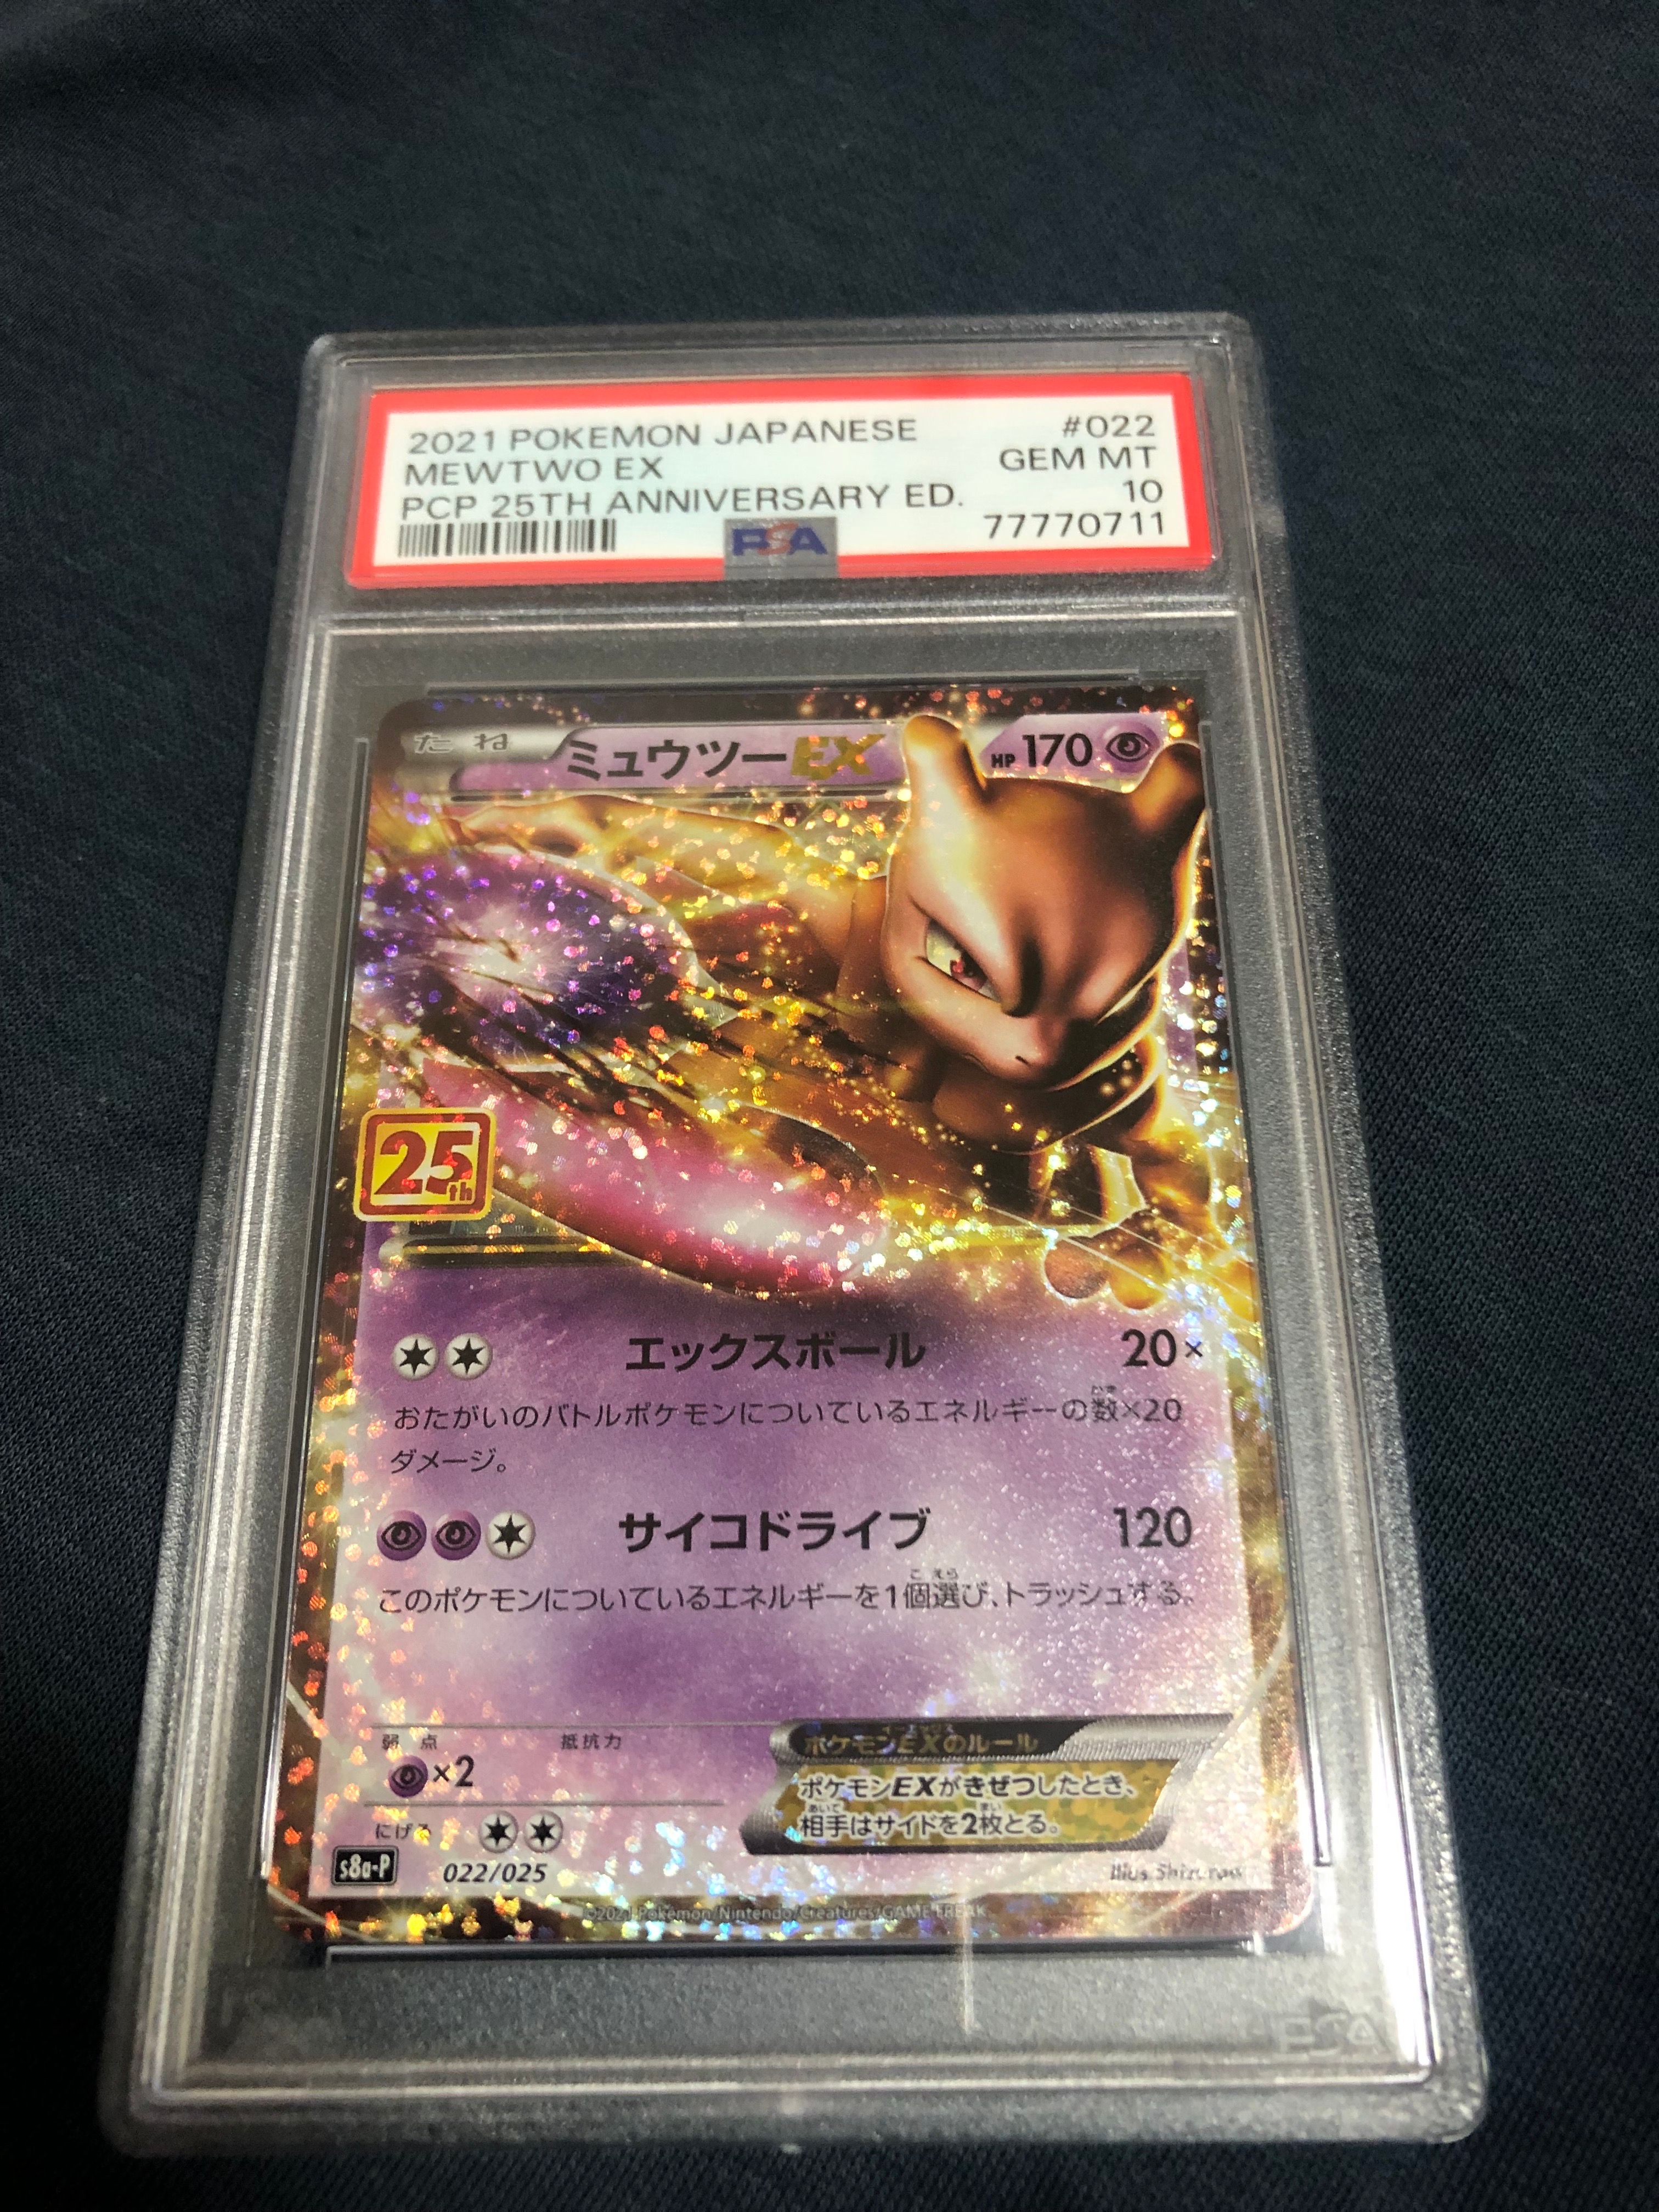 2021 POKEMON JAPANESE #022
MEWTWO EX GEM MT
PCP 25TH ANNIVERSARY ED. 10
PSA 77770711
たね ミュウツーEX HP 170
25th
エックスボール 20×
おたがいのバトルポケモンについているエネルギーの数×20
ダメージ。
サイコドライブ 120
このポケモンについているエネルギーを1個選び、トラッシュする。
弱点 抵抗力
×2
ポケモンEXのルール
ポケモンEXがきぜつしたとき、
相手はサイドを2枚とる。
にげる
s8a-P 022/025
©2021 Pokémon/Nintendo/Creatures/GAME FREAK
PSA